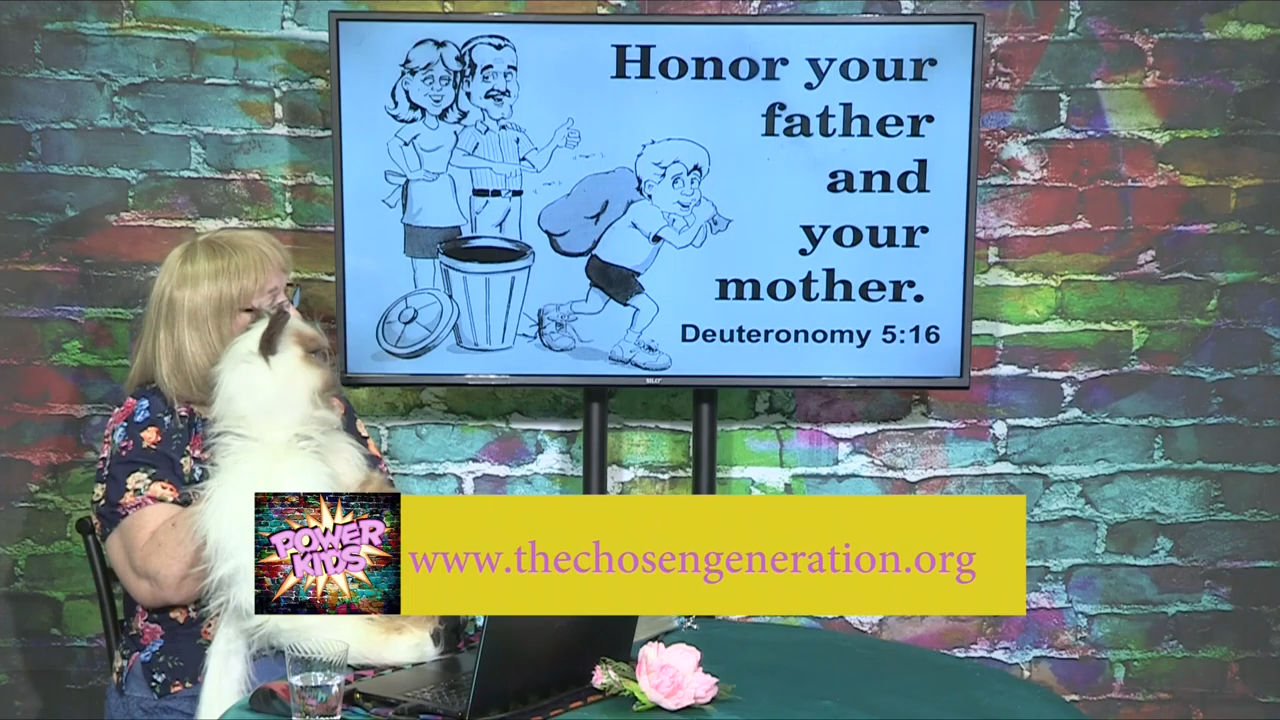 Honor your
father
and
your
mother.
Deuteronomy 5:16
POWER
KIDS
www.thechosengeneration.org